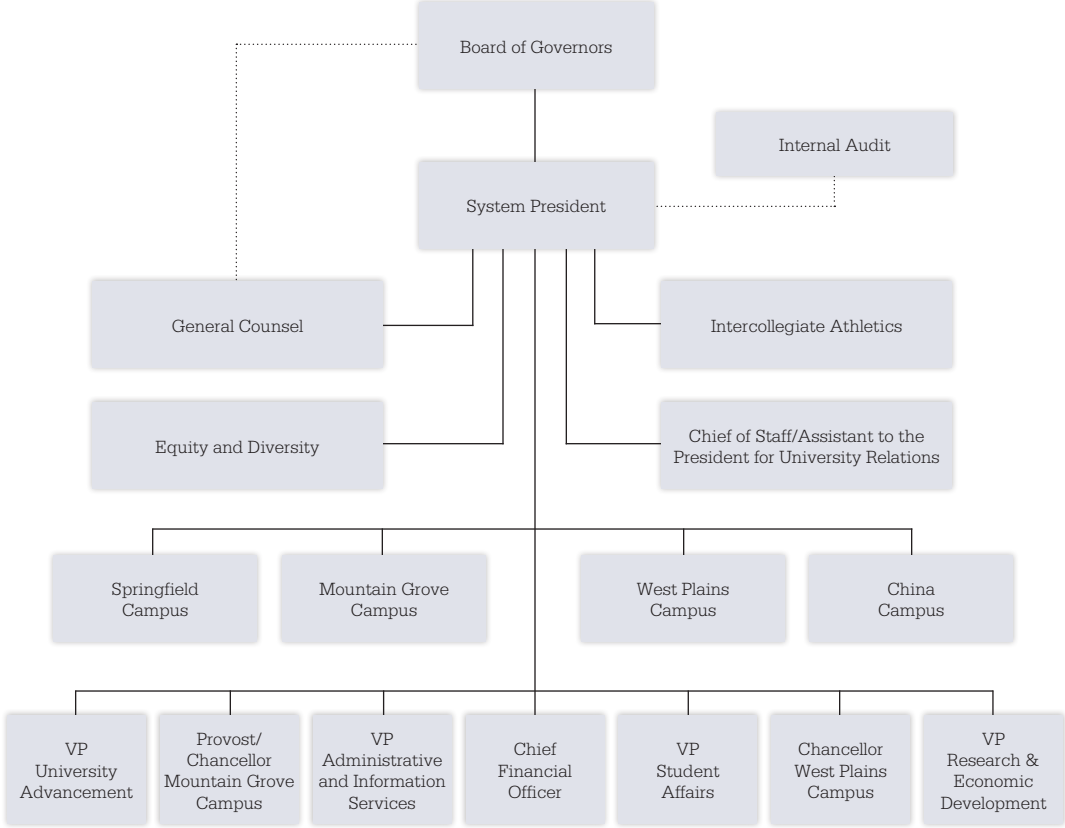 Board of Governors
Internal Audit
System President
General Counsel
Intercollegiate Athletics
Equity and Diversity
Chief of Staff/Assistant to the
President for University Relations
Springfield
Campus
Mountain Grove
Campus
West Plains
Campus
China
Campus
VP
University
Advancement
Provost/
Chancellor
Mountain Grove
Campus
VP
Administrative
and Information
Services
Chief
Financial
Officer
VP
Student
Affairs
Chancellor
West Plains
Campus
VP
Research &
Economic
Development